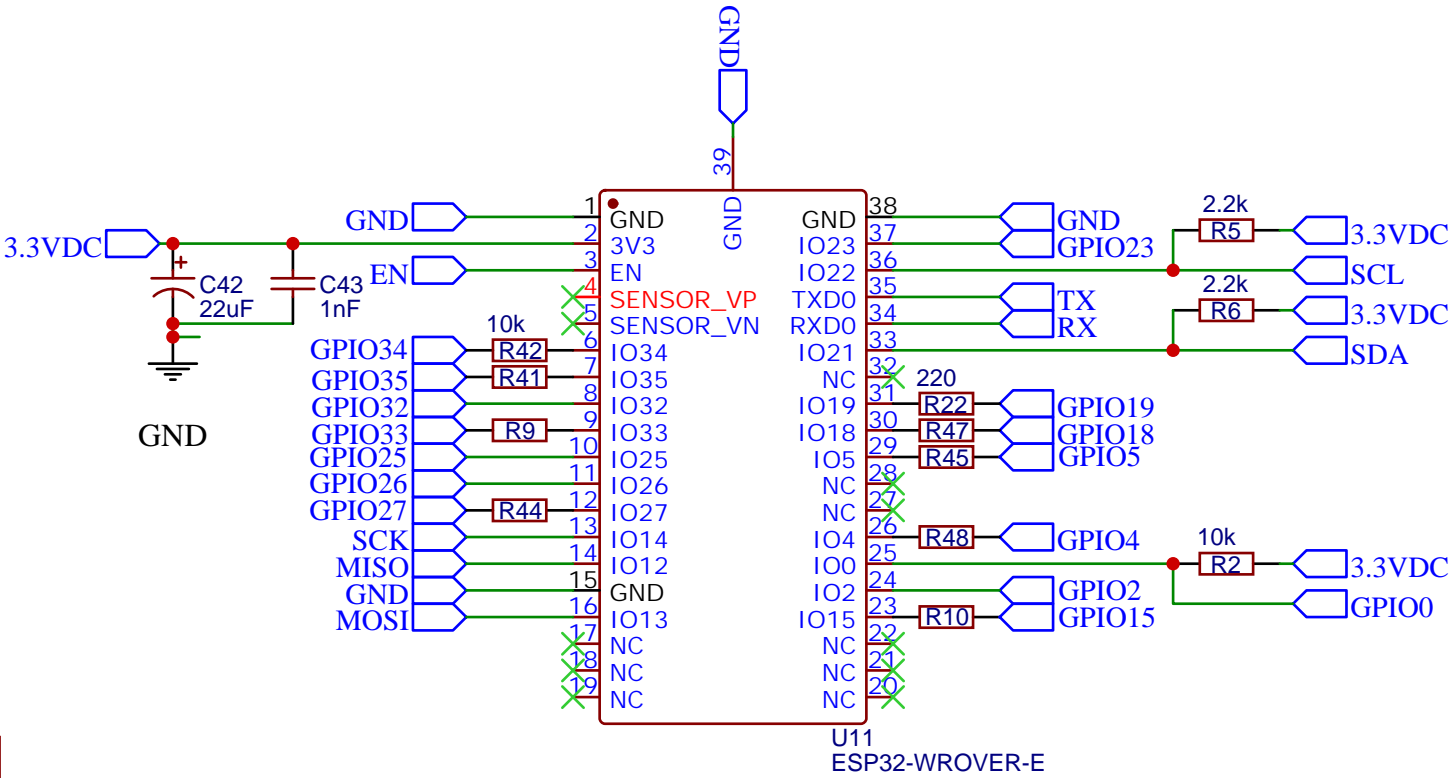 GND
39
GND
1
GND
GND
38
GND
GND
2.2k
R5
3.3VDC
3.3VDC
2
3V3
IO23
37
GPIO23
EN
3
EN
IO22
36
SCL
+
C42
22uF
C43
1nF
4
SENSOR_VP
TXD0
35
TX
2.2k
R6
3.3VDC
5
SENSOR_VN
RXD0
34
RX
GPIO34
10k
R42
6
IO34
IO21
33
SDA
GPIO35
R41
7
IO35
NC
32
GPIO32
8
IO32
IO19
31
220
R22
GPIO19
GND
GPIO33
R9
9
IO33
IO18
30
R47
GPIO18
GPIO25
10
IO25
IO5
29
R45
GPIO5
GPIO26
11
IO26
NC
28
GPIO27
R44
12
IO27
NC
27
SCK
13
IO14
IO4
26
R48
GPIO4
MISO
14
IO12
IO0
25
10k
R2
3.3VDC
GND
15
GND
IO2
24
GPIO2
GPIO0
MOSI
16
IO13
IO15
23
R10
GPIO15
17
NC
NC
22
18
NC
NC
21
19
NC
NC
20
U11
ESP32-WROVER-E